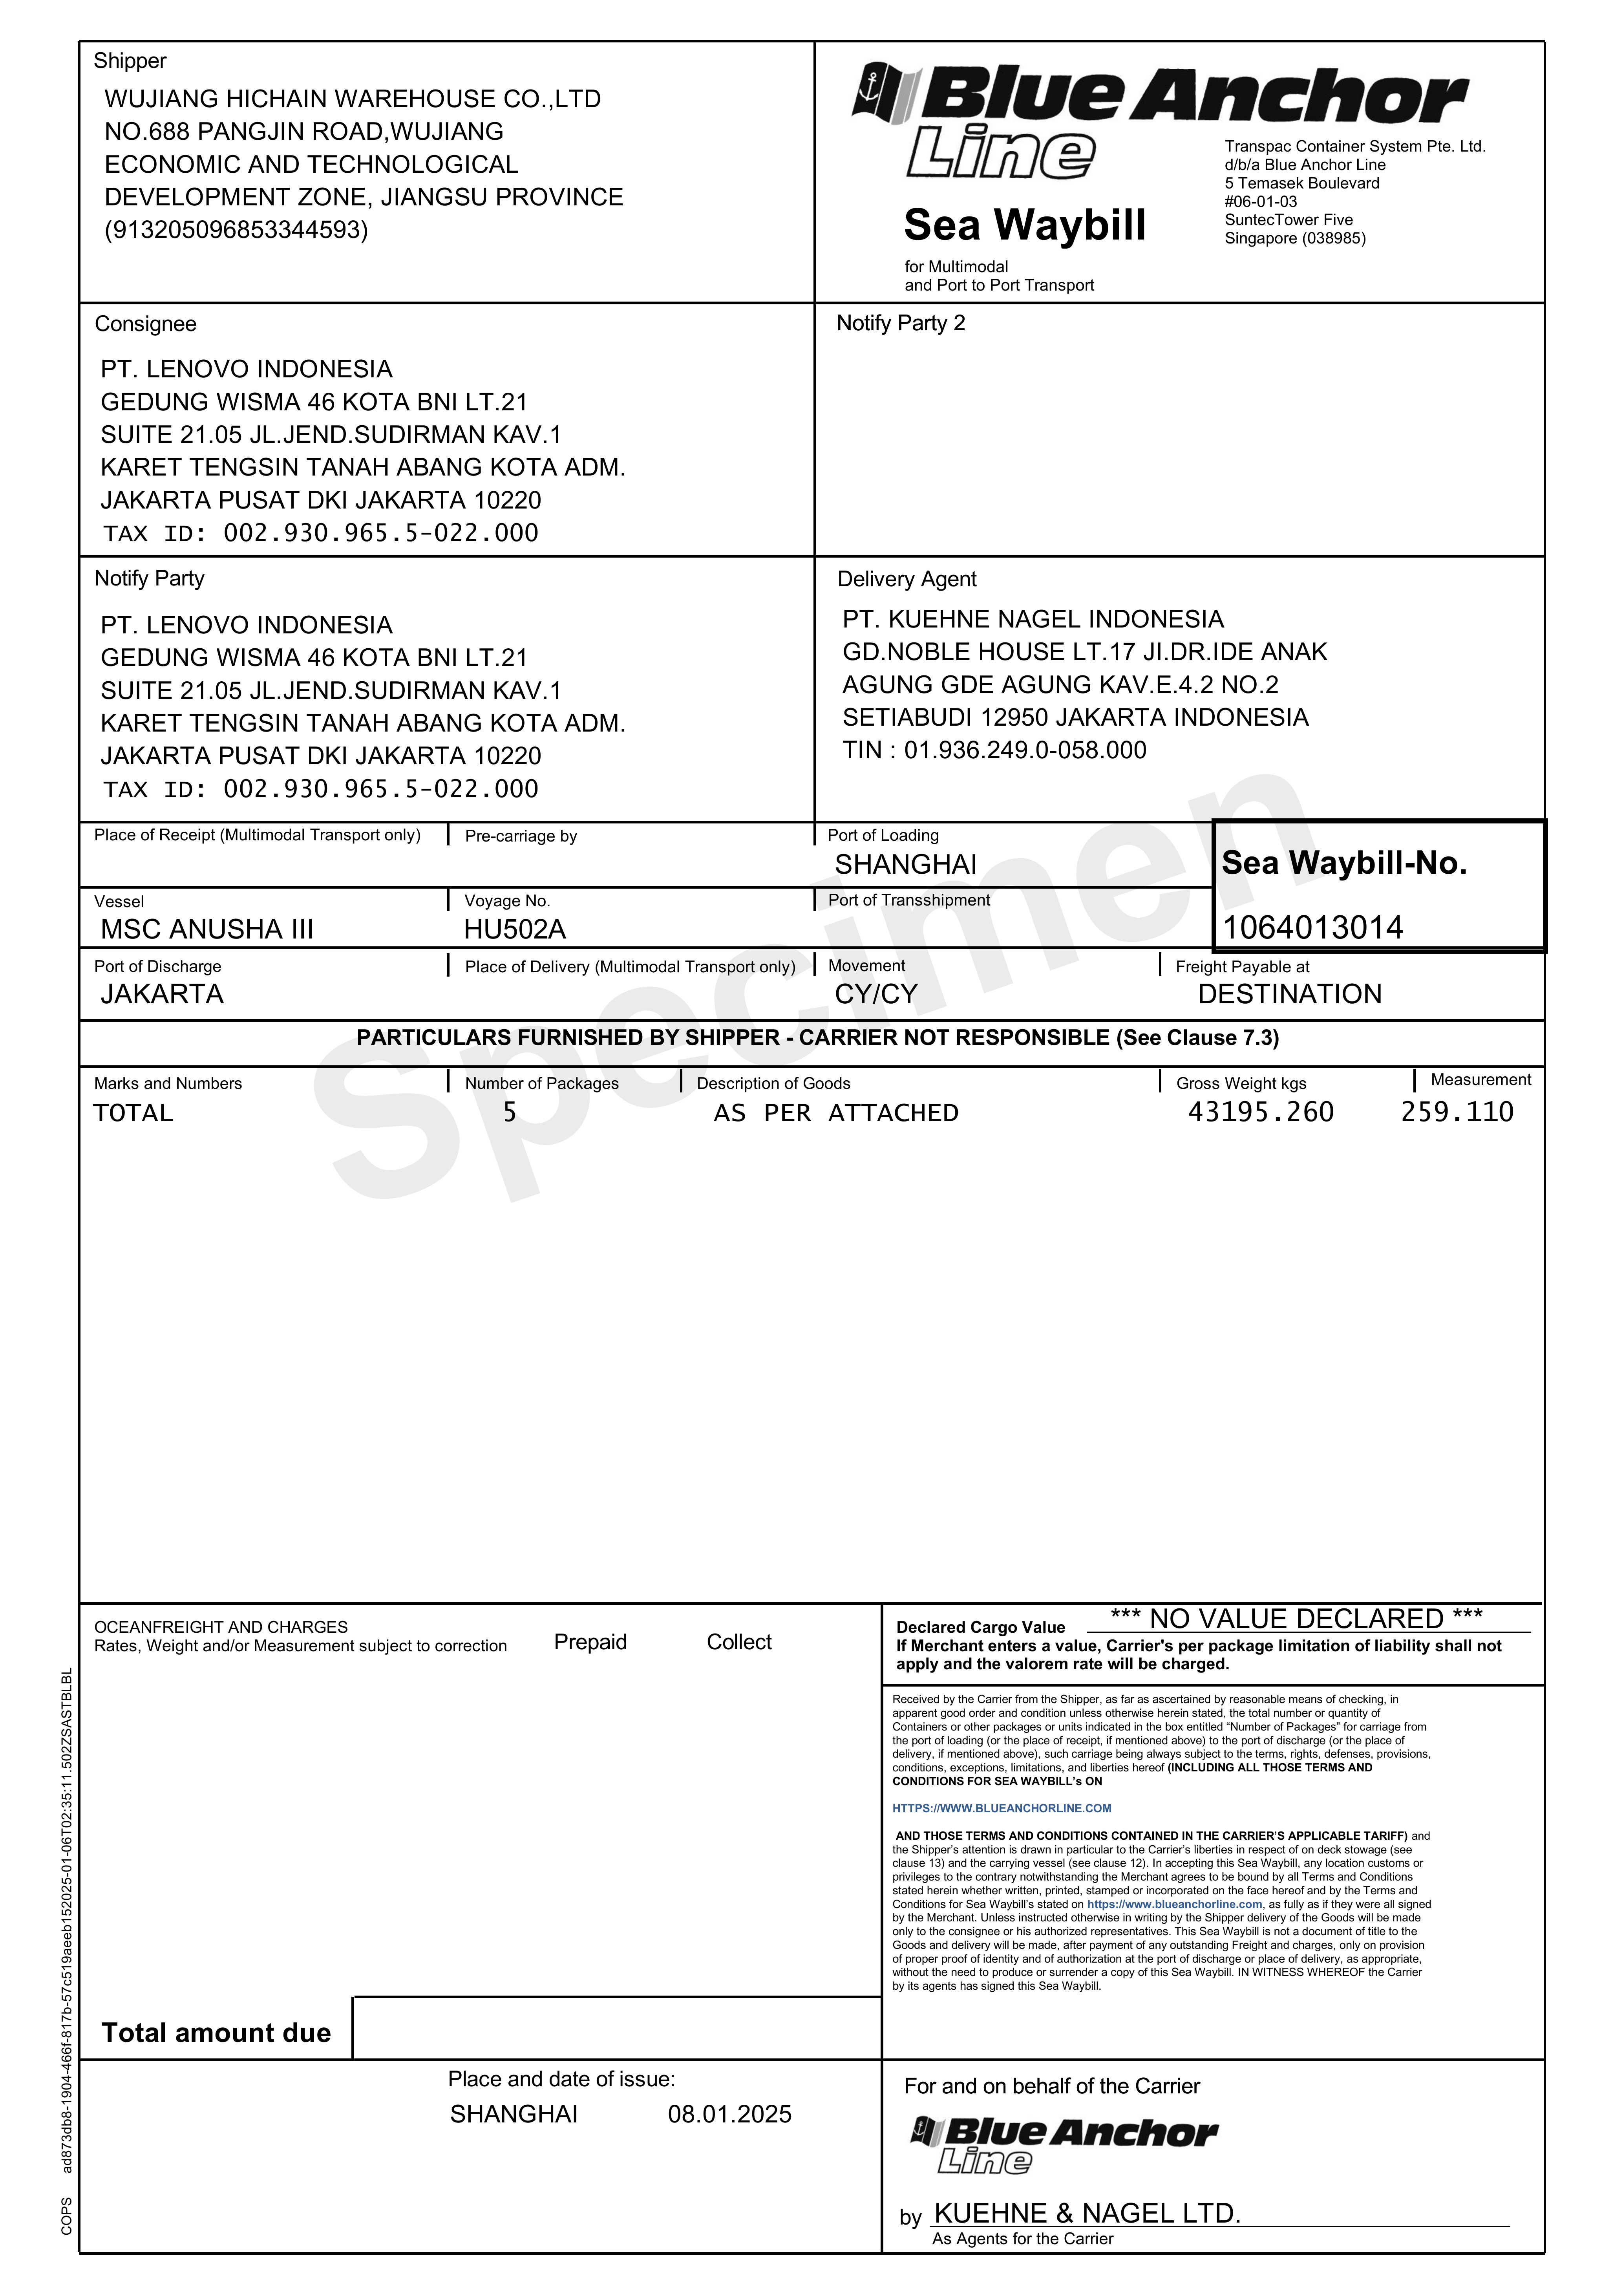 Shipper
WUJIANG HICHAIN WAREHOUSE CO.,LTD
NO.688 PANGJIN ROAD,WUJIANG
ECONOMIC AND TECHNOLOGICAL
DEVELOPMENT ZONE, JIANGSU PROVINCE
(913205096853344593)
Blue Anchor
Line
Transpac Container System Pte. Ltd.
d/b/a Blue Anchor Line
5 Temasek Boulevard
#06-01-03
SuntecTower Five
Singapore (038985)
Sea Waybill
for Multimodal
and Port to Port Transport
Consignee
PT. LENOVO INDONESIA
GEDUNG WISMA 46 KOTA BNI LT.21
SUITE 21.05 JL.JEND.SUDIRMAN KAV.1
KARET TENGSIN TANAH ABANG KOTA ADM.
JAKARTA PUSAT DKI JAKARTA 10220
TAX ID: 002.930.965.5-022.000
Notify Party 2
Notify Party
PT. LENOVO INDONESIA
GEDUNG WISMA 46 KOTA BNI LT.21
SUITE 21.05 JL.JEND.SUDIRMAN KAV.1
KARET TENGSIN TANAH ABANG KOTA ADM.
JAKARTA PUSAT DKI JAKARTA 10220
TAX ID: 002.930.965.5-022.000
Delivery Agent
PT. KUEHNE NAGEL INDONESIA
GD.NOBLE HOUSE LT.17 JI.DR.IDE ANAK
AGUNG GDE AGUNG KAV.E.4.2 NO.2
SETIABUDI 12950 JAKARTA INDONESIA
TIN : 01.936.249.0-058.000
Specimen
Place of Receipt (Multimodal Transport only) Pre-carriage by Port of Loading
SHANGHAI
Sea Waybill-No.
1064013014
Vessel Voyage No. Port of Transshipment
MSC ANUSHA III HU502A
Port of Discharge Place of Delivery (Multimodal Transport only) Movement Freight Payable at
JAKARTA CY/CY DESTINATION
PARTICULARS FURNISHED BY SHIPPER - CARRIER NOT RESPONSIBLE (See Clause 7.3)
Marks and Numbers Number of Packages Description of Goods Gross Weight kgs Measurement
TOTAL 5 AS PER ATTACHED 43195.260 259.110
OCEANFREIGHT AND CHARGES
Rates, Weight and/or Measurement subject to correction Prepaid Collect
Total amount due
Declared Cargo Value *** NO VALUE DECLARED ***
If Merchant enters a value, Carrier's per package limitation of liability shall not
apply and the valorem rate will be charged.
Received by the Carrier from the Shipper, as far as ascertained by reasonable means of checking, in
apparent good order and condition unless otherwise herein stated, the total number or quantity of
Containers or other packages or units indicated in the box entitled “Number of Packages” for carriage from
the port of loading (or the place of receipt, if mentioned above) to the port of discharge (or the place of
delivery, if mentioned above), such carriage being always subject to the terms, rights, defenses, provisions,
conditions, exceptions, limitations, and liberties hereof (INCLUDING ALL THOSE TERMS AND
CONDITIONS FOR SEA WAYBILL’s ON
HTTPS://WWW.BLUEANCHORLINE.COM
AND THOSE TERMS AND CONDITIONS CONTAINED IN THE CARRIER’S APPLICABLE TARIFF) and
the Shipper’s attention is drawn in particular to the Carrier’s liberties in respect of on deck stowage (see
clause 13) and the carrying vessel (see clause 12). In accepting this Sea Waybill, any location customs or
privileges to the contrary notwithstanding the Merchant agrees to be bound by all Terms and Conditions
stated herein whether written, printed, stamped or incorporated on the face hereof and by the Terms and
Conditions for Sea Waybill’s stated on https://www.blueanchorline.com, as fully as if they were all signed
by the Merchant. Unless instructed otherwise in writing by the Shipper delivery of the Goods will be made
only to the consignee or his authorized representatives. This Sea Waybill is not a document of title to the
Goods and delivery will be made, after payment of any outstanding Freight and charges, only on provision
of proper proof of identity and of authorization at the port of discharge or place of delivery, as appropriate,
without the need to produce or surrender a copy of this Sea Waybill. IN WITNESS WHEREOF the Carrier
by its agents has signed this Sea Waybill.
Place and date of issue:
SHANGHAI 08.01.2025
For and on behalf of the Carrier
Blue Anchor
Line
by KUEHNE & NAGEL LTD.
As Agents for the Carrier
COPS ad873db8-1904-466f-817b-57c519aeeb152025-01-06T02:35:11.502ZSASTBLBL